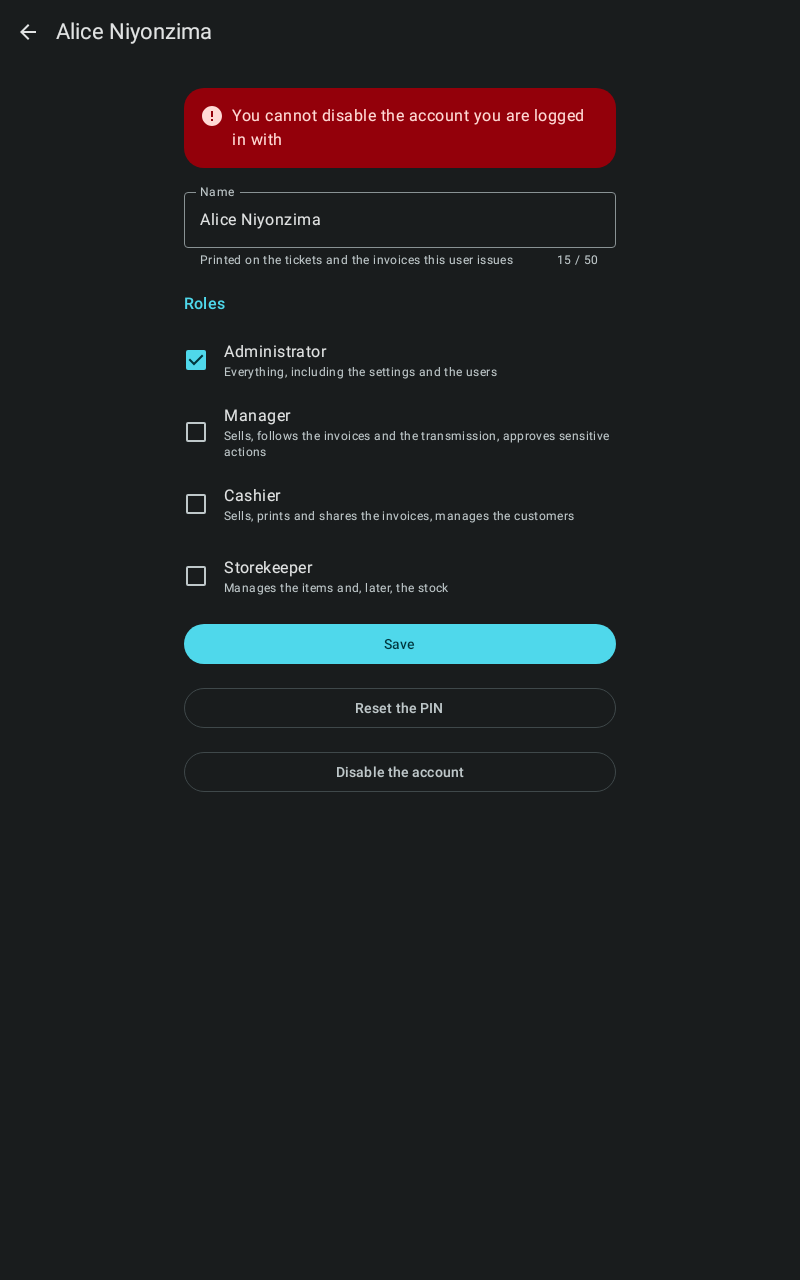 Alice Niyonzima
You cannot disable the account you are logged
in with
Name
Alice Niyonzima
Printed on the tickets and the invoices this user issues 15 / 50
Roles
Administrator
Everything, including the settings and the users
Manager
Sells, follows the invoices and the transmission, approves sensitive
actions
Cashier
Sells, prints and shares the invoices, manages the customers
Storekeeper
Manages the items and, later, the stock
Save
Reset the PIN
Disable the account